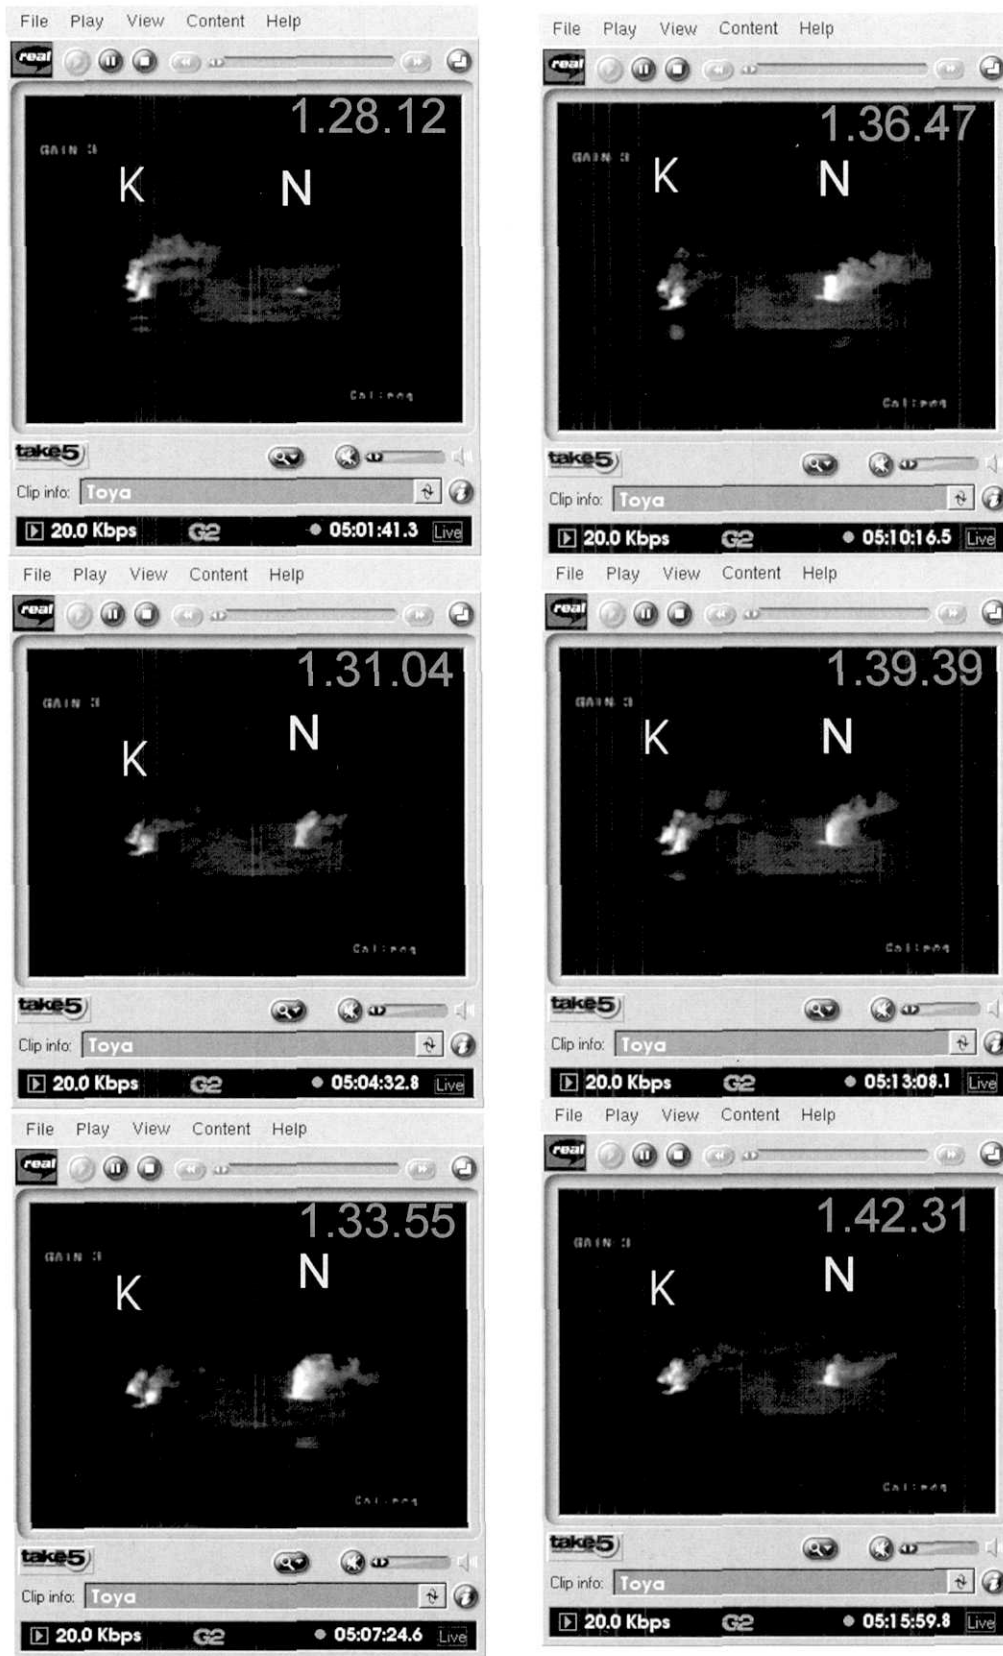 File Play View Content Help
real
1.28.12
GAIN 3
K N
take5
Clip info: Toya
20.0 Kbps G2 05:01:41.3 Live
File Play View Content Help
real
1.31.04
GAIN 3
K N
take5
Clip info: Toya
20.0 Kbps G2 05:04:32.8 Live
File Play View Content Help
real
1.33.55
GAIN 3
K N
take5
Clip info: Toya
20.0 Kbps G2 05:07:24.6 Live
File Play View Content Help
real
1.36.47
GAIN 3
K N
take5
Clip info: Toya
20.0 Kbps G2 05:10:16.5 Live
File Play View Content Help
real
1.39.39
GAIN 3
K N
take5
Clip info: Toya
20.0 Kbps G2 05:13:08.1 Live
File Play View Content Help
real
1.42.31
GAIN 3
K N
take5
Clip info: Toya
20.0 Kbps G2 05:15:59.8 Live